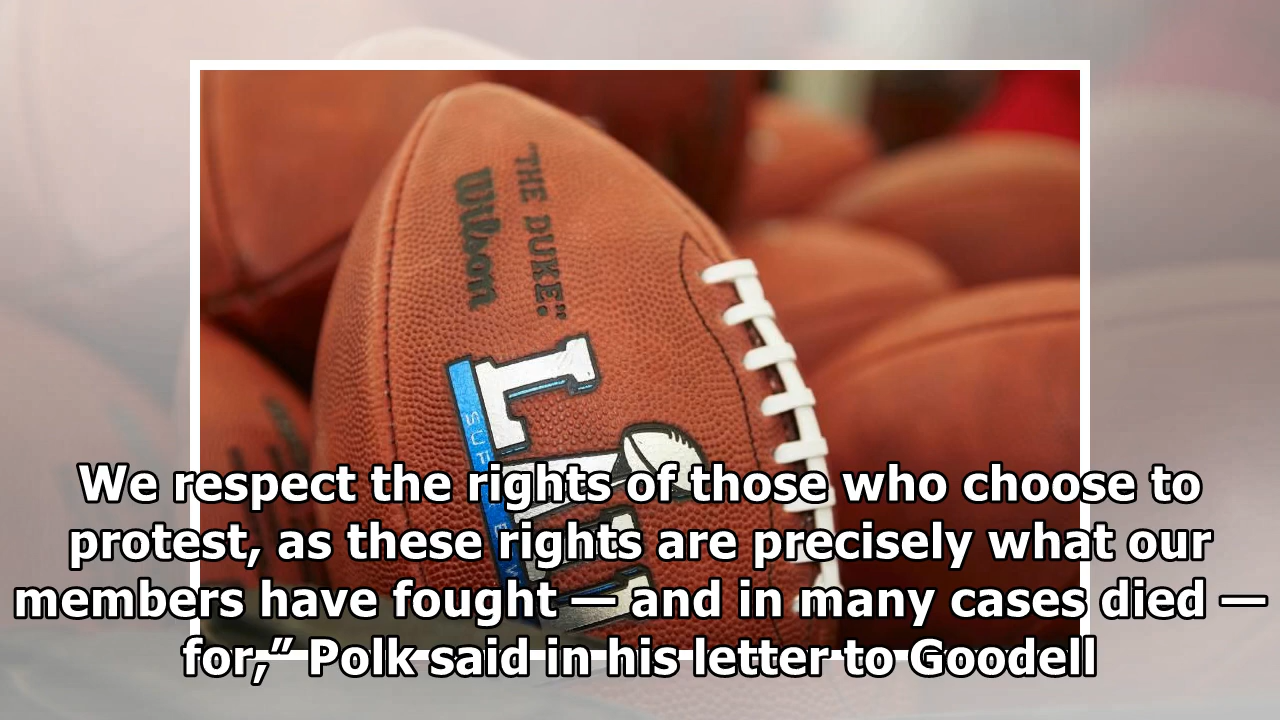 "THE DUKE"
Wilson
LII
We respect the rights of those who choose to
protest, as these rights are precisely what our
members have fought — and in many cases died —
for,” Polk said in his letter to Goodell